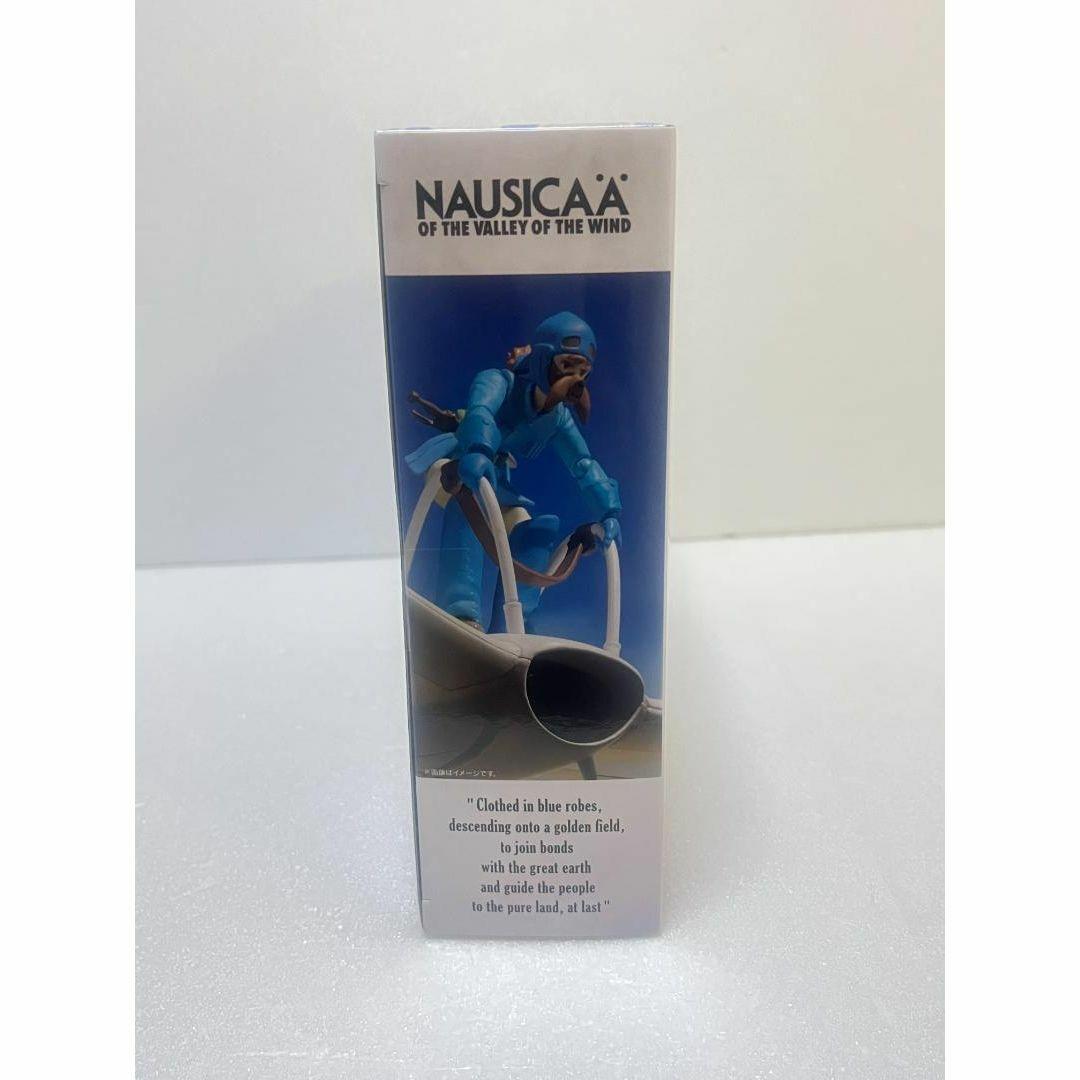 NAUSICAÄ
OF THE VALLEY OF THE WIND
※画像はイメージです。
"Clothed in blue robes,
descending onto a golden field,
to join bonds
with the great earth
and guide the people
to the pure land, at last"